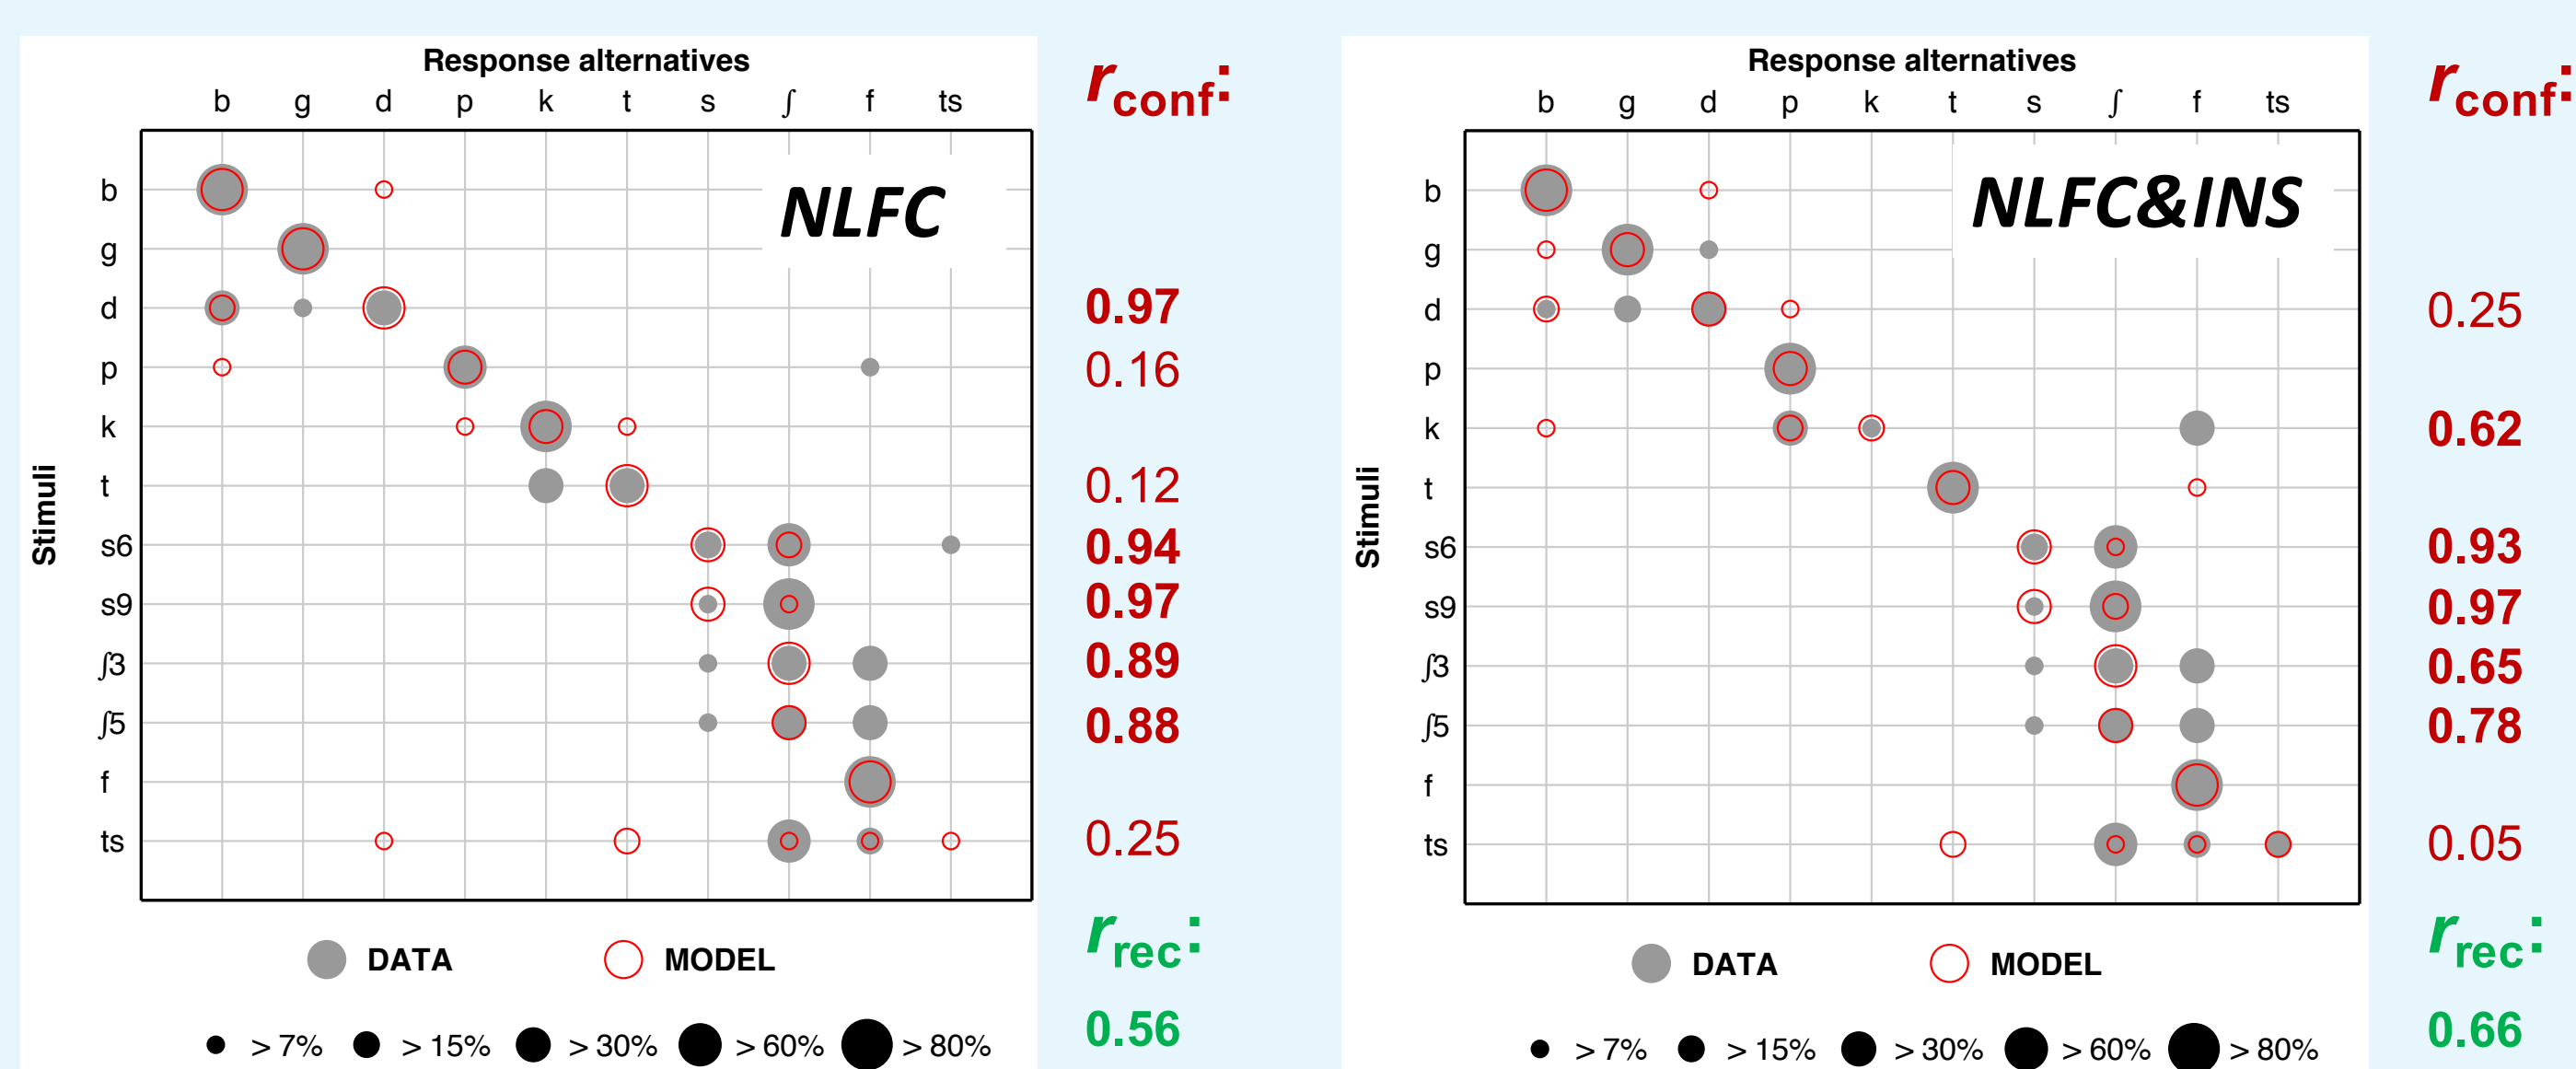 Response alternatives
b g d p k t s ʃ f ts
NLFC
Stimuli
b
g
d
p
k
t
s6
s9
ʃ3
ʃ5
f
ts
DATA MODEL
> 7% > 15% > 30% > 60% > 80%
rconf:
0.97
0.16
0.12
0.94
0.97
0.89
0.88
0.25
rrec:
0.56
Response alternatives
b g d p k t s ʃ f ts
NLFC&INS
Stimuli
b
g
d
p
k
t
s6
s9
ʃ3
ʃ5
f
ts
DATA MODEL
> 7% > 15% > 30% > 60% > 80%
rconf:
0.25
0.62
0.93
0.97
0.65
0.78
0.05
rrec:
0.66